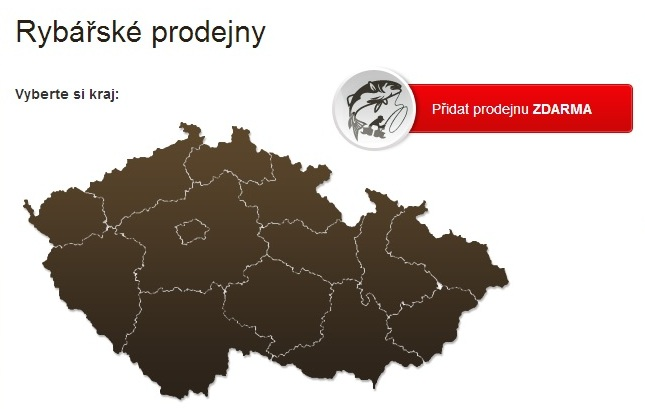 Rybářské prodejny
Vyberte si kraj:
Přidat prodejnu ZDARMA